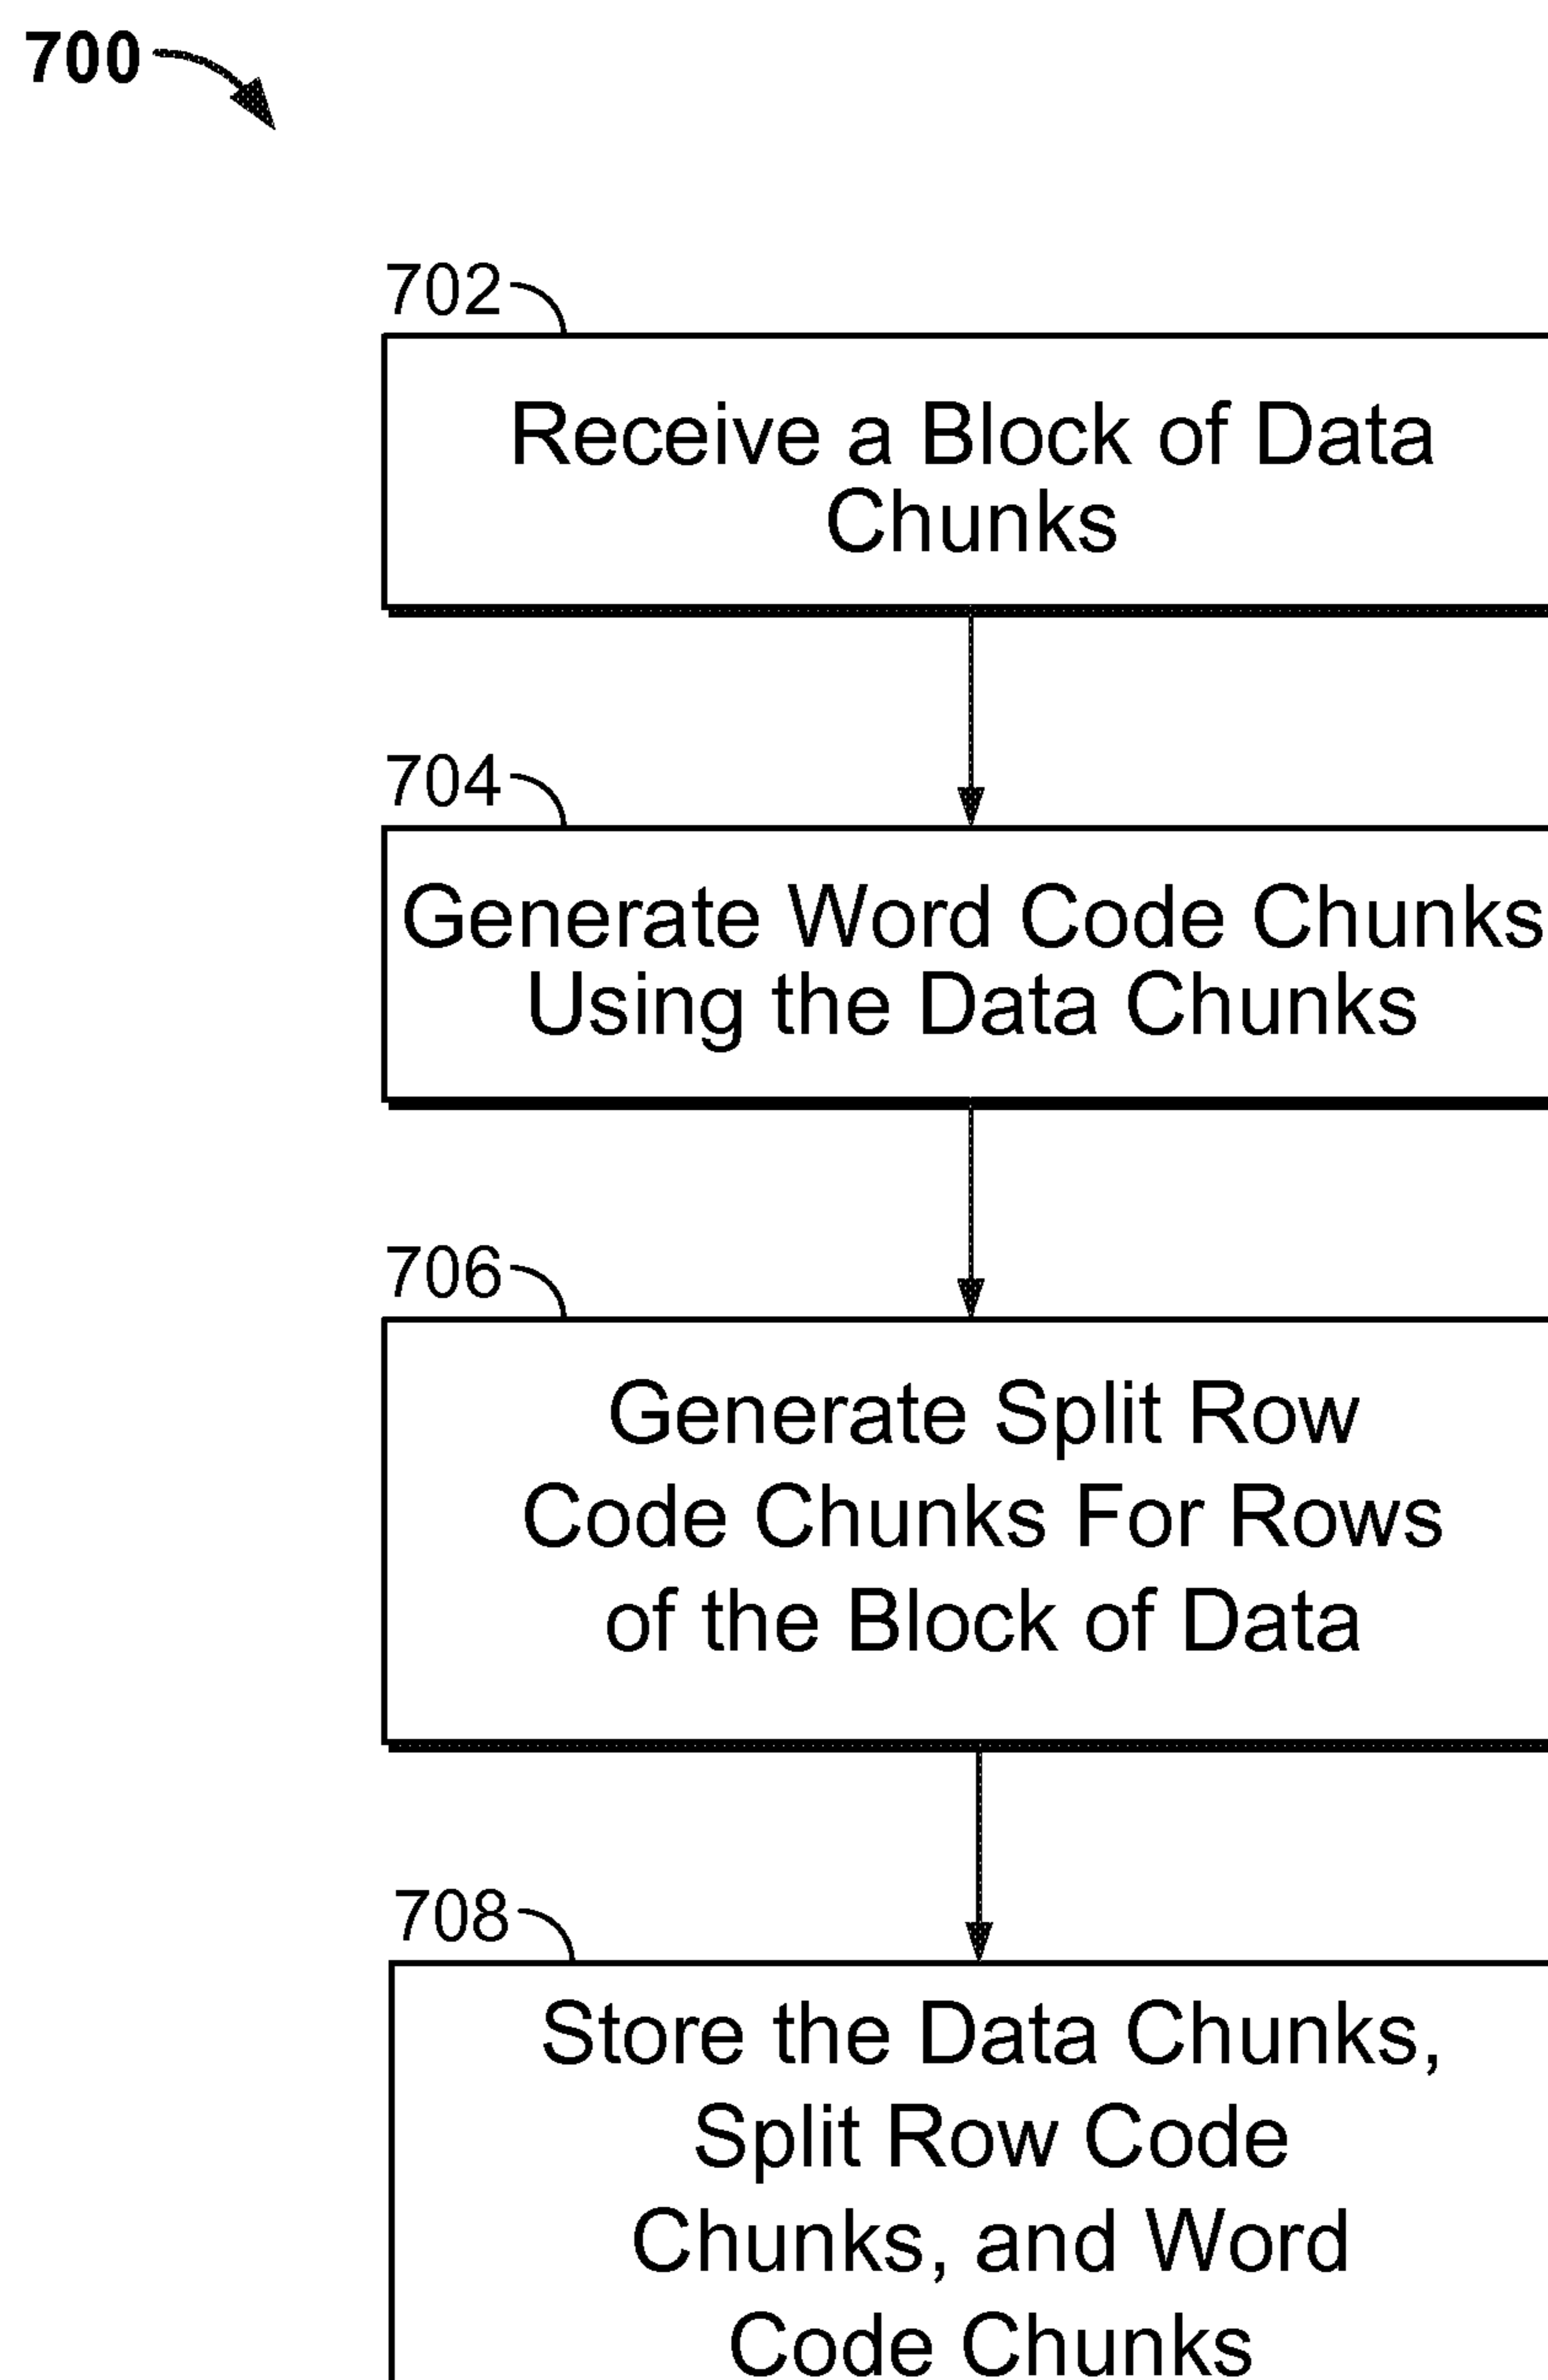 700
702
Receive a Block of Data
Chunks
704
Generate Word Code Chunks
Using the Data Chunks
706
Generate Split Row
Code Chunks For Rows
of the Block of Data
708
Store the Data Chunks,
Split Row Code
Chunks, and Word
Code Chunks